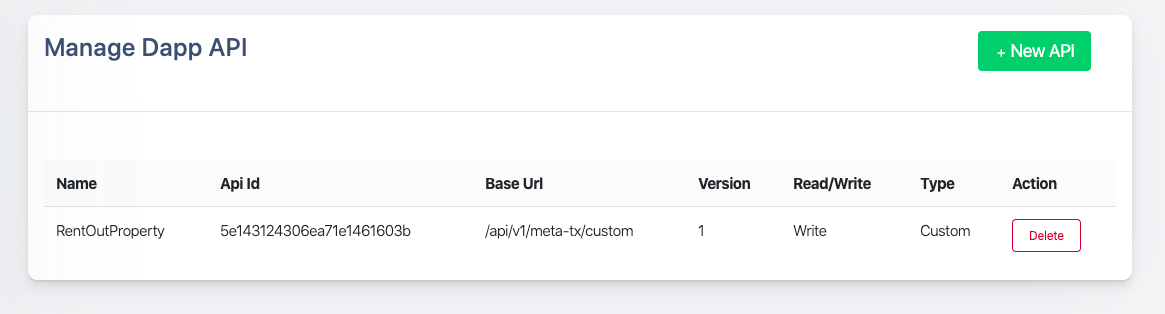 Manage Dapp API
+ New API
Name Api Id Base Url Version Read/Write Type Action
RentOutProperty 5e143124306ea71e1461603b /api/v1/meta-tx/custom 1 Write Custom Delete